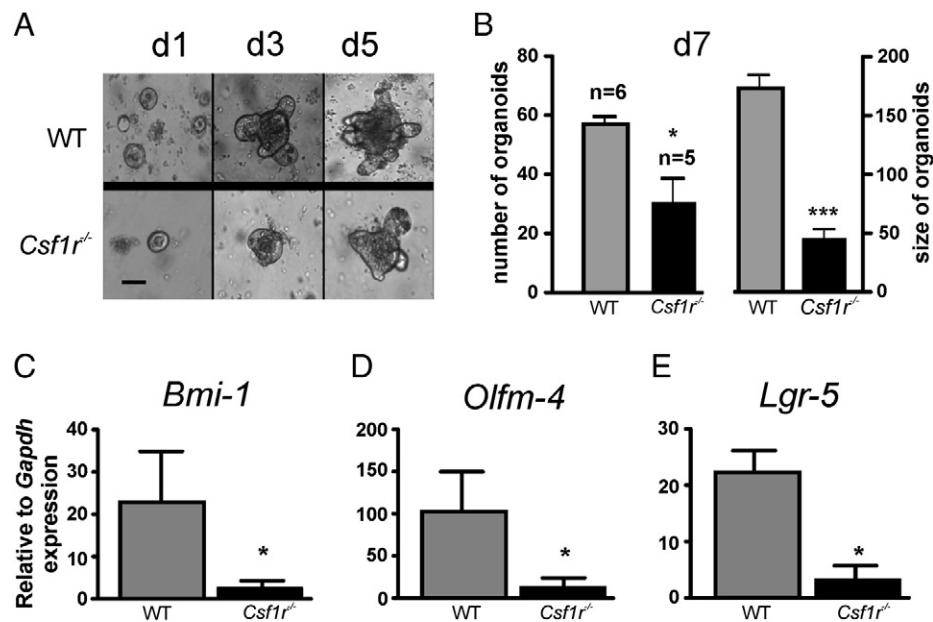 A
d1 d3 d5
WT
Csf1r-/-
B
d7
number of organoids
80
60
40
20
0
n=6
*
n=5
WT Csf1r-/-
***
200
150
100
50
0
size of organoids
WT Csf1r-/-
C
Bmi-1
Relative to Gapdh
expression
40
30
20
10
0
*
WT Csf1r-/-
D
Olfm-4
200
150
100
50
0
*
WT Csf1r-/-
E
Lgr-5
30
20
10
0
*
WT Csf1r-/-